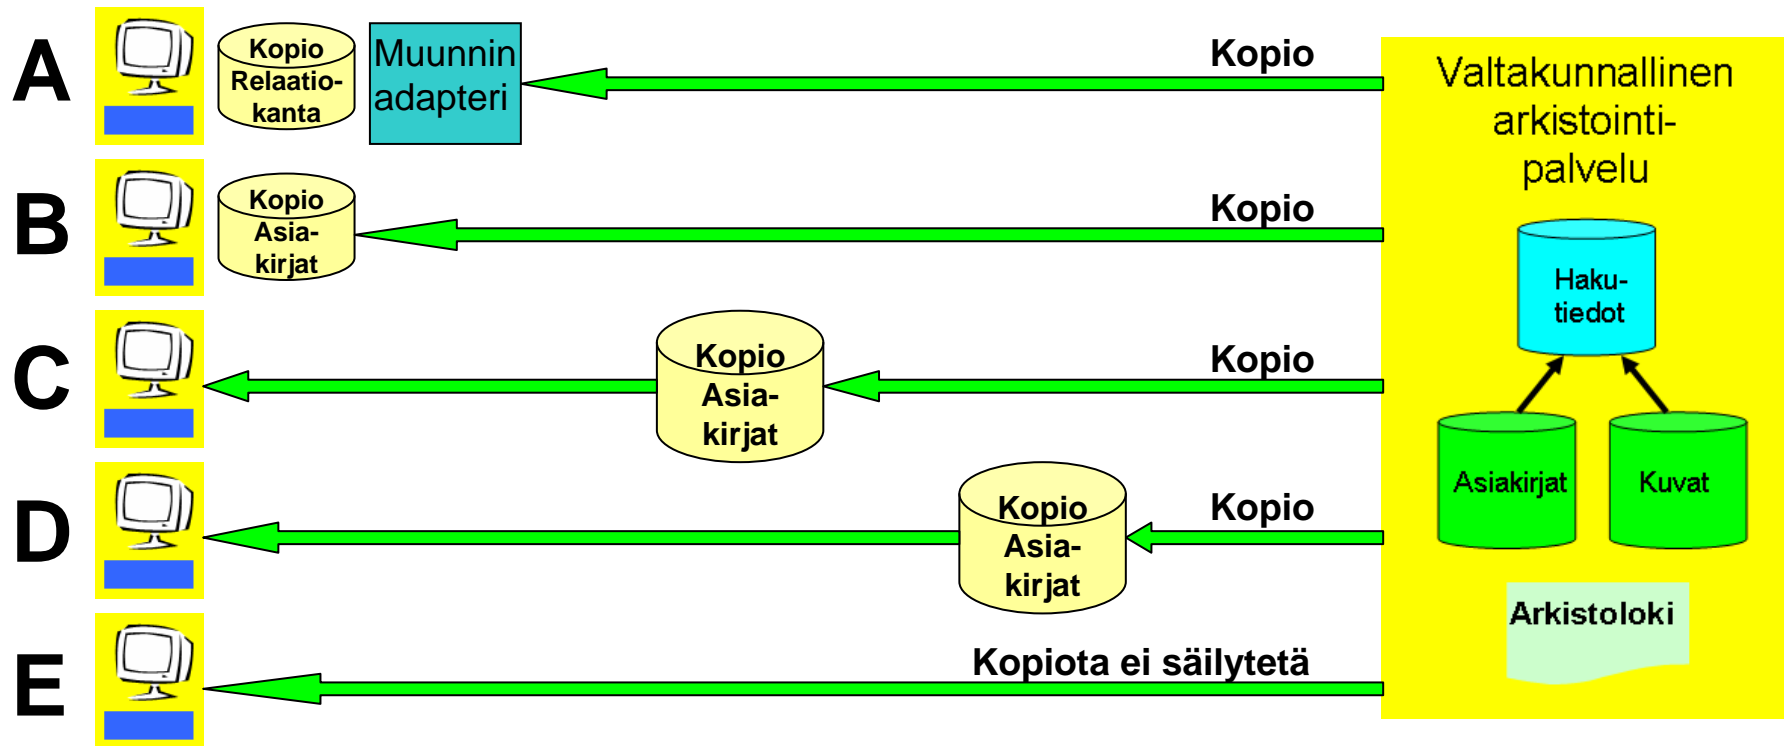 A
Kopio
Relaatio-
kanta
Muunnin
adapteri
Kopio
B
Kopio
Asia-
kirjat
Kopio
C
Kopio
Asia-
kirjat
Kopio
D
Kopio
Asia-
kirjat
Kopio
E
Kopiota ei säilytetä
Valtakunnallinen
arkistointi-
palvelu
Haku-
tiedot
Asiakirjat
Kuvat
Arkistoloki